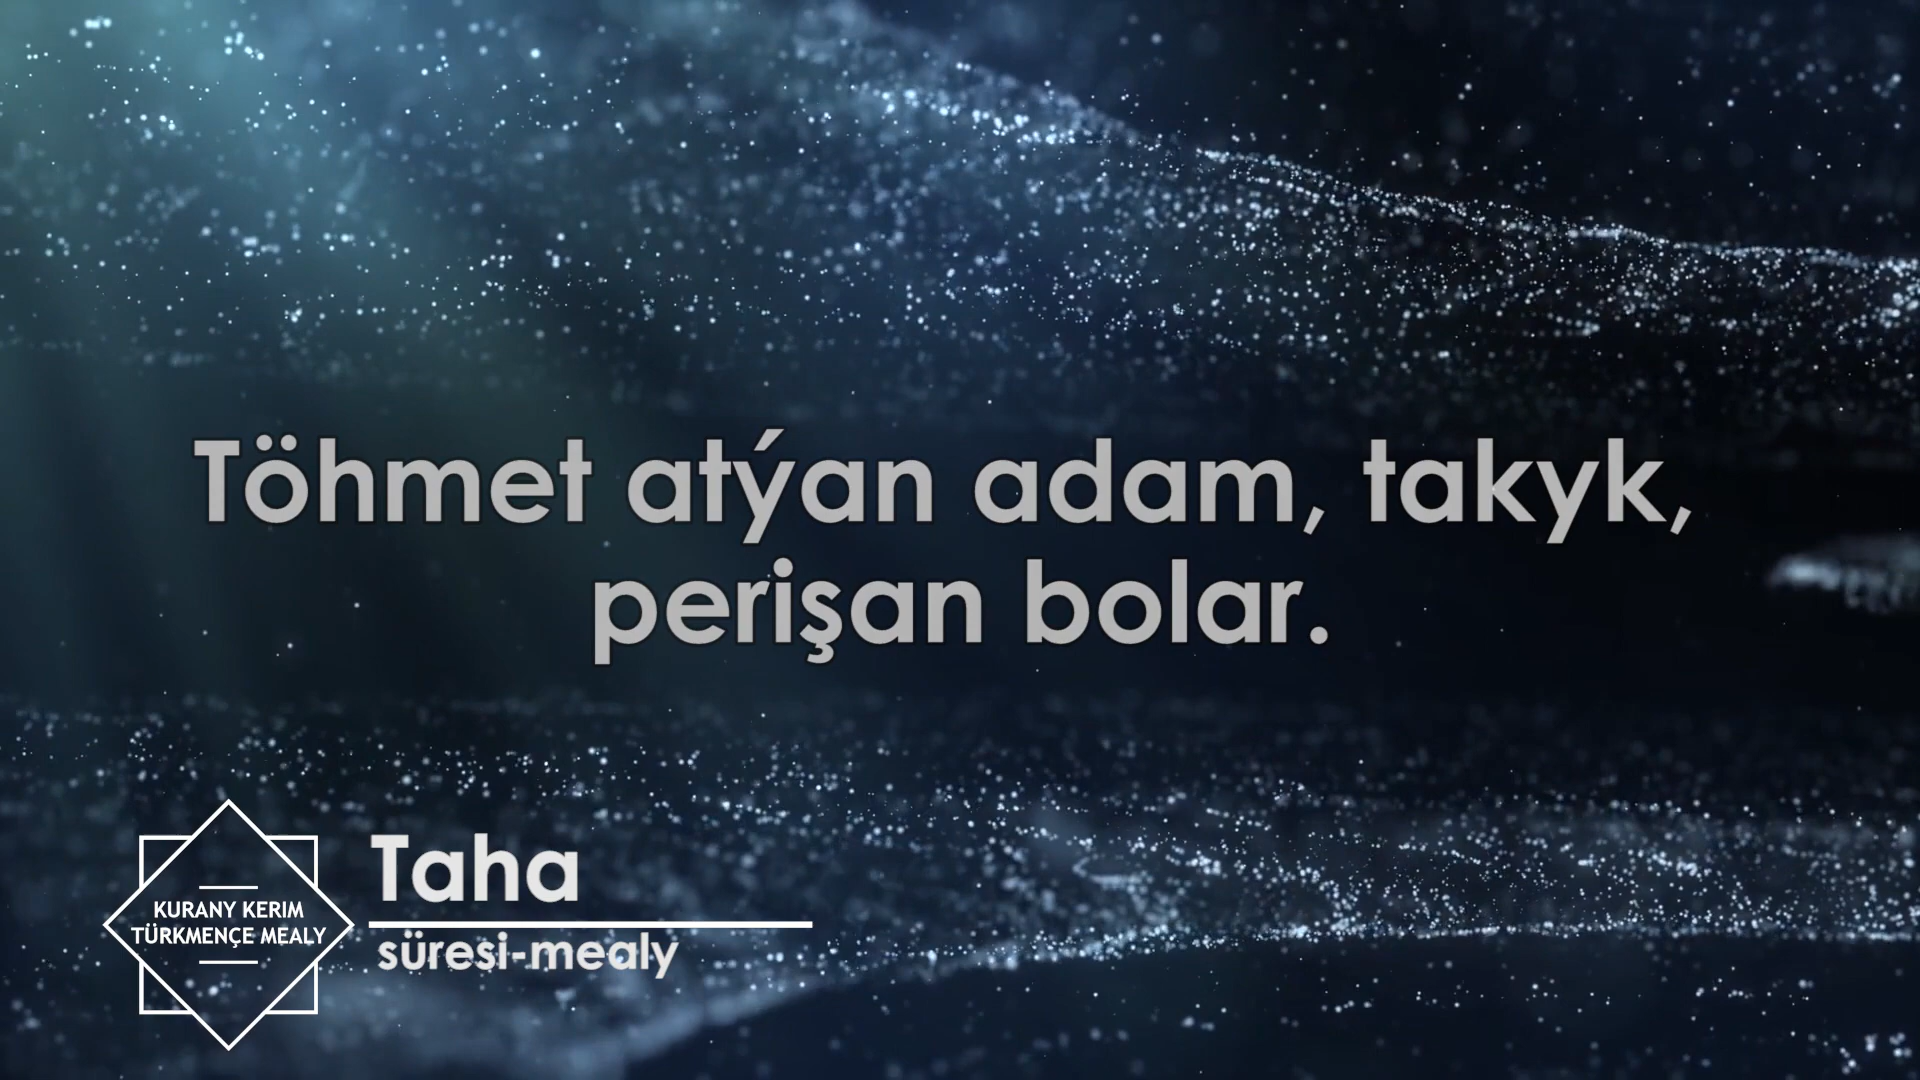 Töhmet atýan adam, takyk,
perişan bolar.
Taha
süresi-mealy
KURANY KERIM
TÜRKMENÇE MEALY